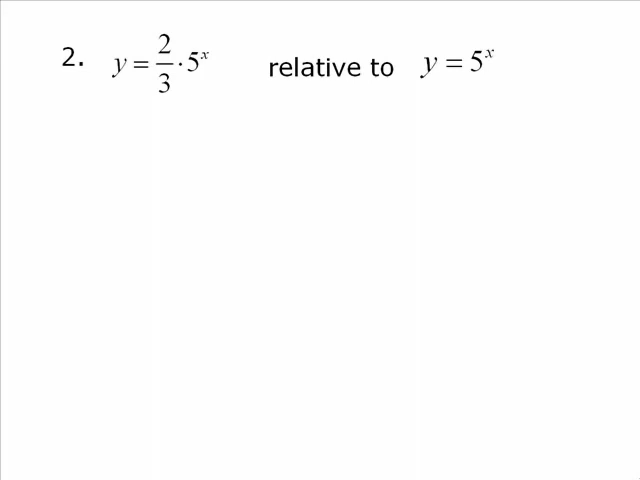 2. y = 2/3 · 5^x relative to y = 5^x